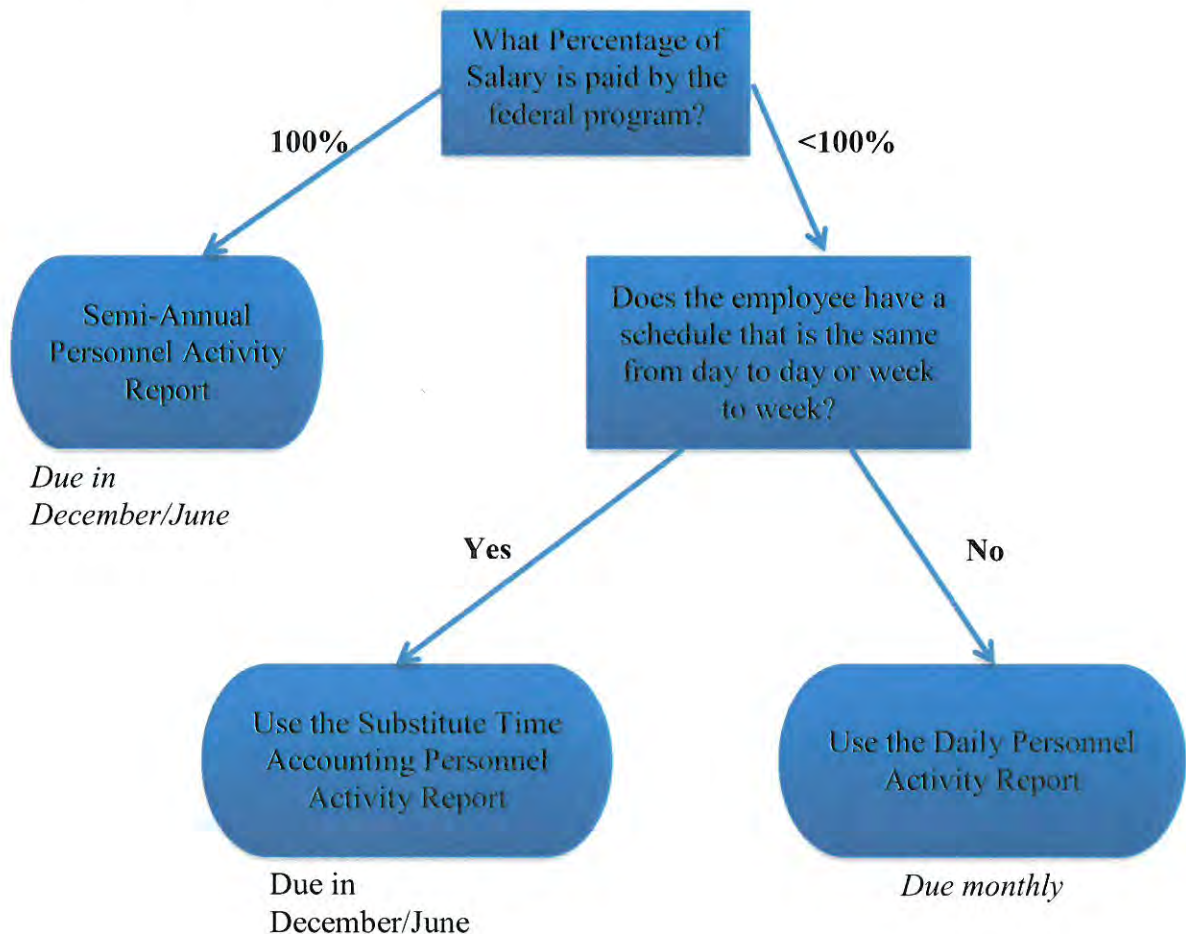 What Percentage of
Salary is paid by the
federal program?
100%
<100%
Semi-Annual
Personnel Activity
Report
Due in
December/June
Does the employee have a
schedule that is the same
from day to day or week
to week?
Yes
No
Use the Substitute Time
Accounting Personnel
Activity Report
Due in
December/June
Use the Daily Personnel
Activity Report
Due monthly